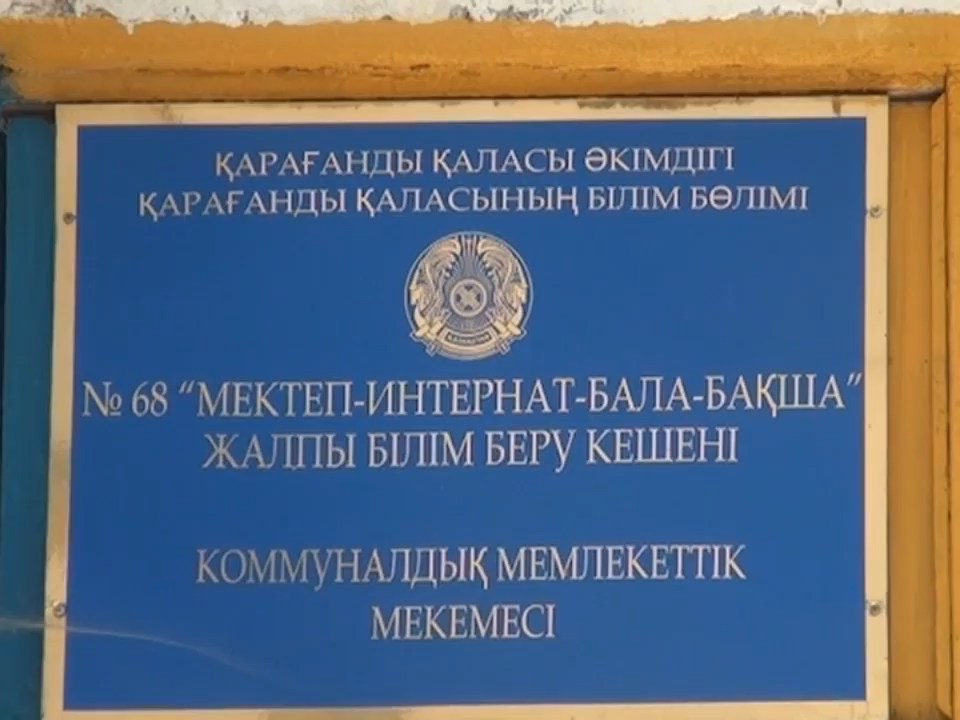 ҚАРАҒАНДЫ ҚАЛАСЫ ӘКІМДІГІ
ҚАРАҒАНДЫ ҚАЛАСЫНЫҢ БІЛІМ БӨЛІМІ
№ 68 “МЕКТЕП-ИНТЕРНАТ-БАЛА-БАҚША”
ЖАЛПЫ БІЛІМ БЕРУ КЕШЕНІ
КОММУНАЛДЫҚ МЕМЛЕКЕТТІК
МЕКЕМЕСІ